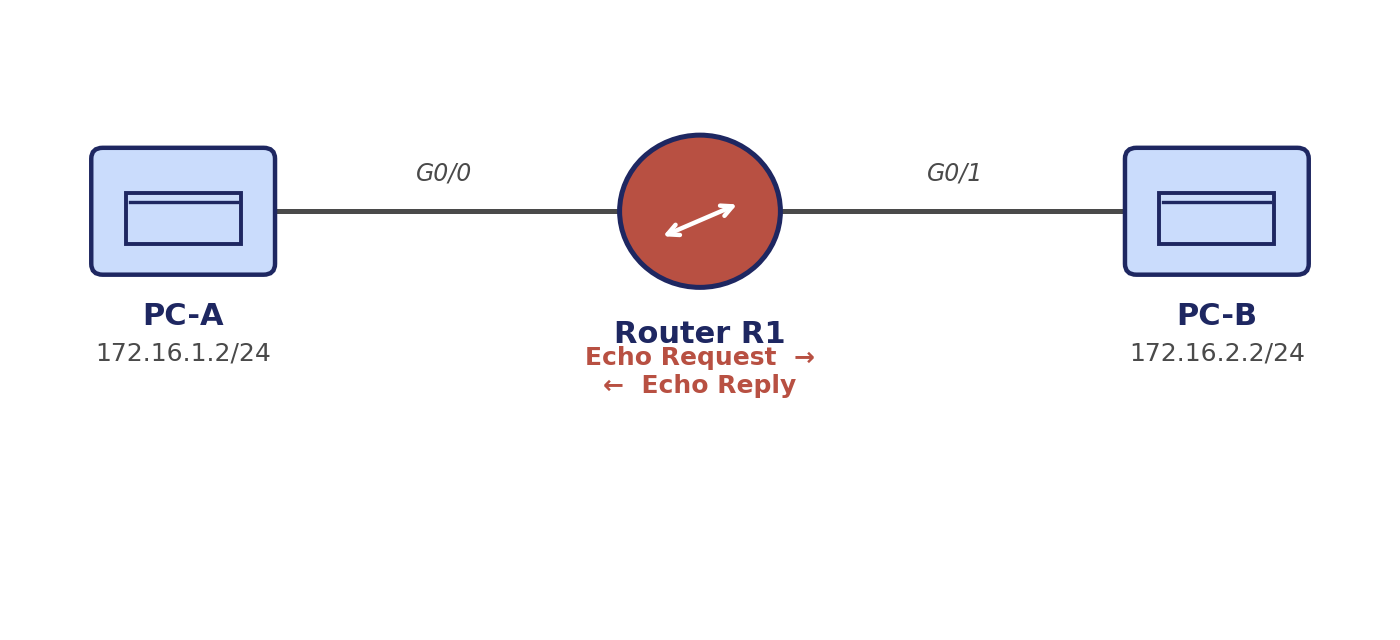 G0/0
G0/1
PC-A
172.16.1.2/24
Router R1
Echo Request →
← Echo Reply
PC-B
172.16.2.2/24